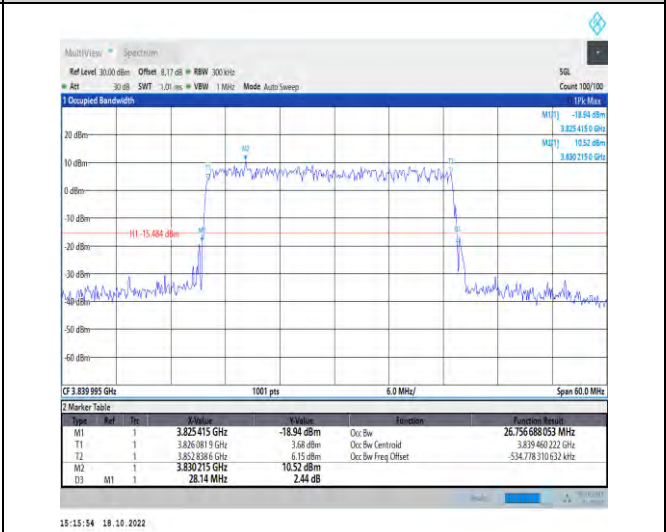 MultiView Spectrum
Ref Level 30.00 dBm Offset 8.17 dB RBW 300 kHz SGL
Att 30 dB SWT 1.01 ms VBW 1 MHz Mode Auto Sweep Count 100/100
1 Occupied Bandwidth 1Pk Max
M1[1] -18.94 dBm
3.825 415 0 GHz
20 dBm
M2[1] 10.52 dBm
3.830 215 0 GHz
M2
10 dBm
T1
0 dBm
-10 dBm
H1 -15.484 dBm
M1
-20 dBm
-30 dBm
-40 dBm
-50 dBm
-60 dBm
CF 3.839 995 GHz 1001 pts 6.0 MHz/ Span 60.0 MHz
2 Marker Table
Type Ref Trc X-Value Y-Value Function Function Result
M1 1 3.825 415 GHz -18.94 dBm Occ Bw 26.756 688 053 MHz
T1 1 3.826 081 9 GHz 3.68 dBm Occ Bw Centroid 3.839 460 222 GHz
T2 1 3.852 838 6 GHz 6.15 dBm Occ Bw Freq Offset -534.778 310 632 kHz
M2 1 3.830 215 GHz 10.52 dBm
D3 M1 1 28.14 MHz 2.44 dB
15:15:54 18.10.2022